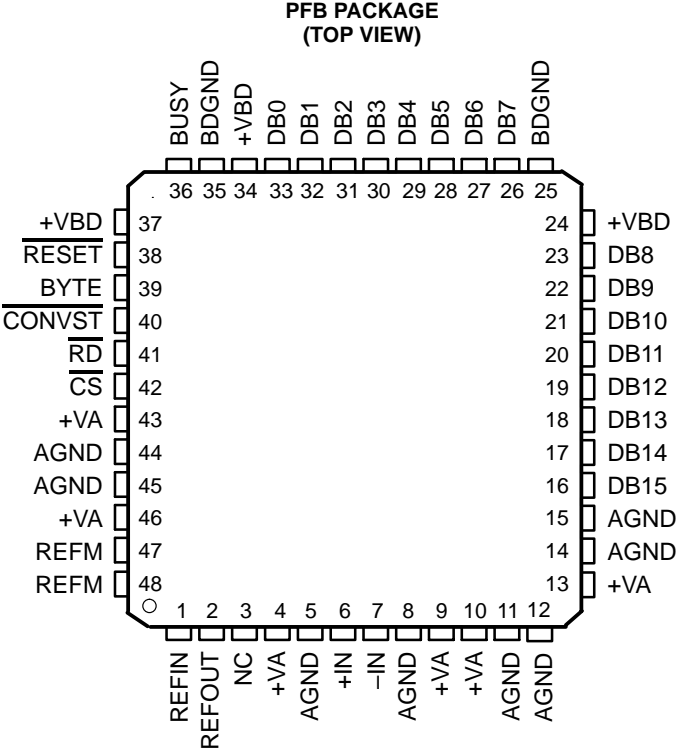 PFB PACKAGE
(TOP VIEW)
BUSY
BDGND
+VBD
DB0
DB1
DB2
DB3
DB4
DB5
DB6
DB7
BDGND
36 35 34 33 32 31 30 29 28 27 26 25
+VBD 37 24 +VBD
RESET 38 23 DB8
BYTE 39 22 DB9
CONVST 40 21 DB10
RD 41 20 DB11
CS 42 19 DB12
+VA 43 18 DB13
AGND 44 17 DB14
AGND 45 16 DB15
+VA 46 15 AGND
REFM 47 14 AGND
REFM 48 13 +VA
1 2 3 4 5 6 7 8 9 10 11 12
REFIN
REFOUT
NC
+VA
AGND
+IN
–IN
AGND
+VA
+VA
AGND
AGND